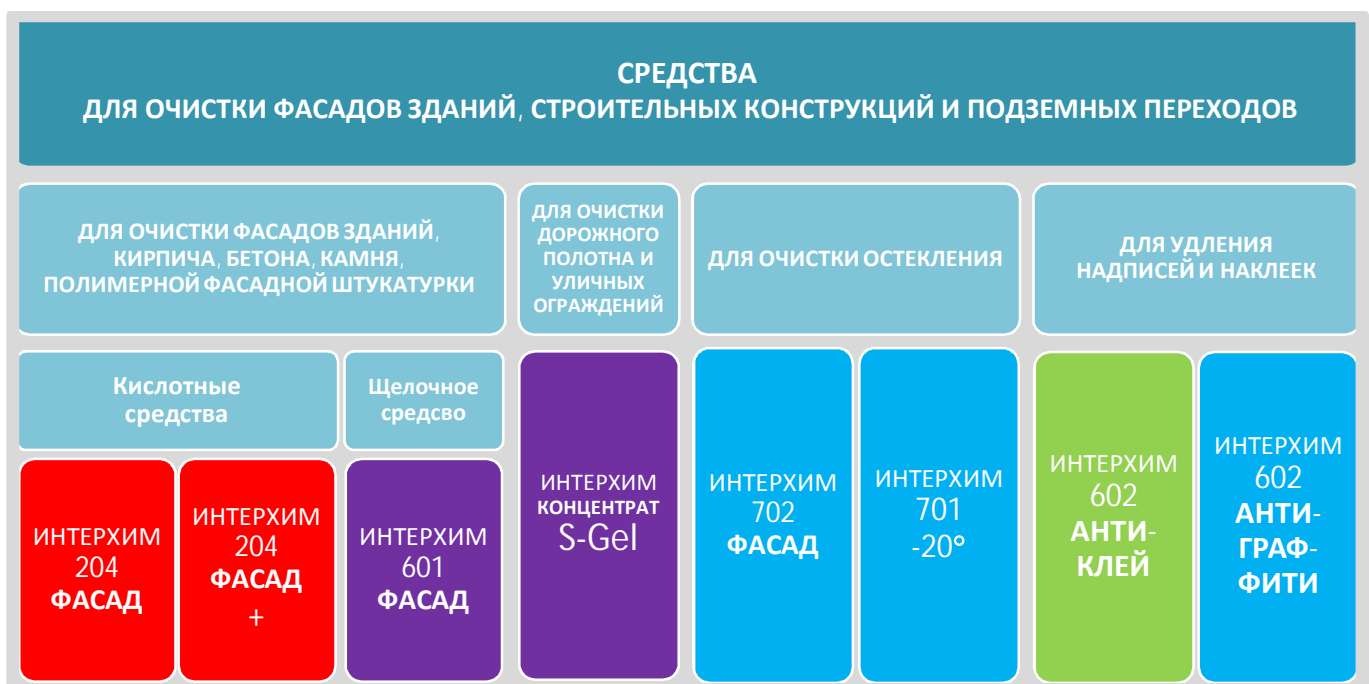 СРЕДСТВА
ДЛЯ ОЧИСТКИ ФАСАДОВ ЗДАНИЙ, СТРОИТЕЛЬНЫХ КОНСТРУКЦИЙ И ПОДЗЕМНЫХ ПЕРЕХОДОВ
ДЛЯ ОЧИСТКИ ФАСАДОВ ЗДАНИЙ,
КИРПИЧА, БЕТОНА, КАМНЯ,
ПОЛИМЕРНОЙ ФАСАДНОЙ ШТУКАТУРКИ
ДЛЯ ОЧИСТКИ
ДОРОЖНОГО
ПОЛОТНА И
УЛИЧНЫХ
ОГРАЖДЕНИЙ
ДЛЯ ОЧИСТКИ ОСТЕКЛЕНИЯ
ДЛЯ УДЛЕНИЯ
НАДПИСЕЙ И НАКЛЕЕК
Кислотные
средства
Щелочное
средсво
ИНТЕРХИМ
204
ФАСАД
ИНТЕРХИМ
204
ФАСАД
+
ИНТЕРХИМ
601
ФАСАД
ИНТЕРХИМ
КОНЦЕНТРАТ
S-Gel
ИНТЕРХИМ
702
ФАСАД
ИНТЕРХИМ
701
-20°
ИНТЕРХИМ
602
АНТИ-
КЛЕЙ
ИНТЕРХИМ
602
АНТИ-
ГРАФ-
ФИТИ